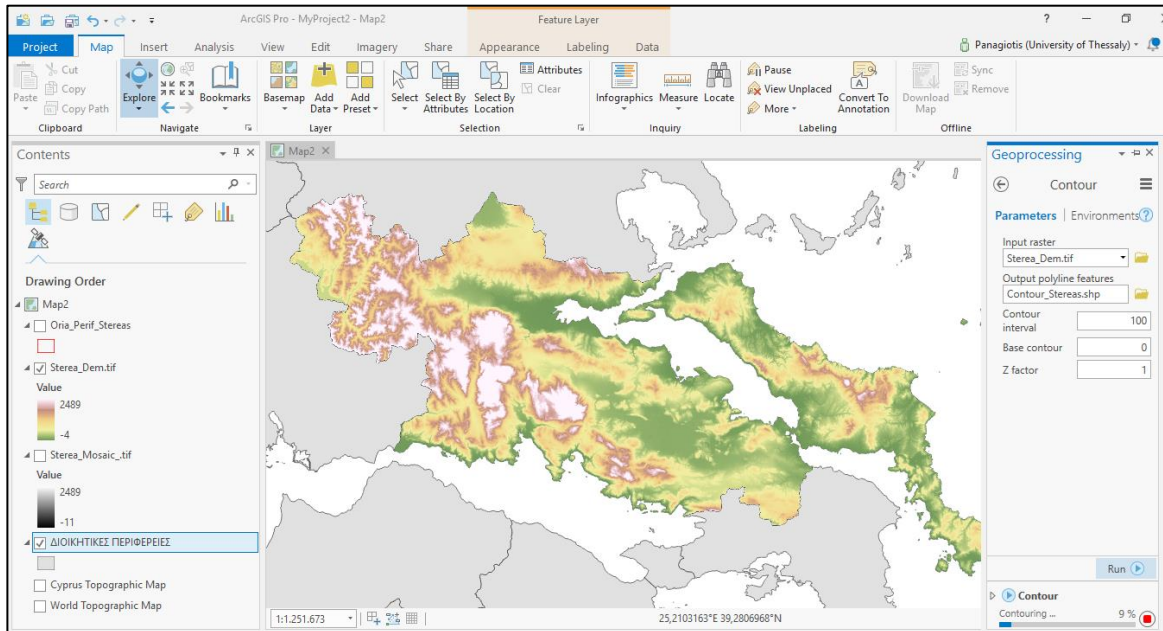 ArcGIS Pro - MyProject2 - Map2
Feature Layer
?
Project Map Insert Analysis View Edit Imagery Share Appearance Labeling Data
Panagiotis (University of Thessaly)
Paste
Cut
Copy
Copy Path
Clipboard
Explore
Bookmarks
Navigate
Basemap
Add Data
Add Preset
Layer
Select
Select By Attributes
Select By Location
Attributes
Clear
Selection
Infographics
Measure
Locate
Inquiry
Pause
View Unplaced
More
Convert To Annotation
Labeling
Download Map
Sync
Remove
Offline
Contents
Search
Drawing Order
Map2
Oria_Perif_Stereas
Sterea_Dem.tif
Value
2489
-4
Sterea_Mosaic_.tif
Value
2489
-11
ΔΙΟΙΚΗΤΙΚΕΣ ΠΕΡΙΦΕΡΕΙΕΣ
Cyprus Topographic Map
World Topographic Map
Map2
1:1.251.673
25,2103163°E 39,2806968°N
Geoprocessing
Contour
Parameters | Environments ?
Input raster
Sterea_Dem.tif
Output polyline features
Contour_Stereas.shp
Contour interval 100
Base contour 0
Z factor 1
Run
Contour
Contouring ... 9 %